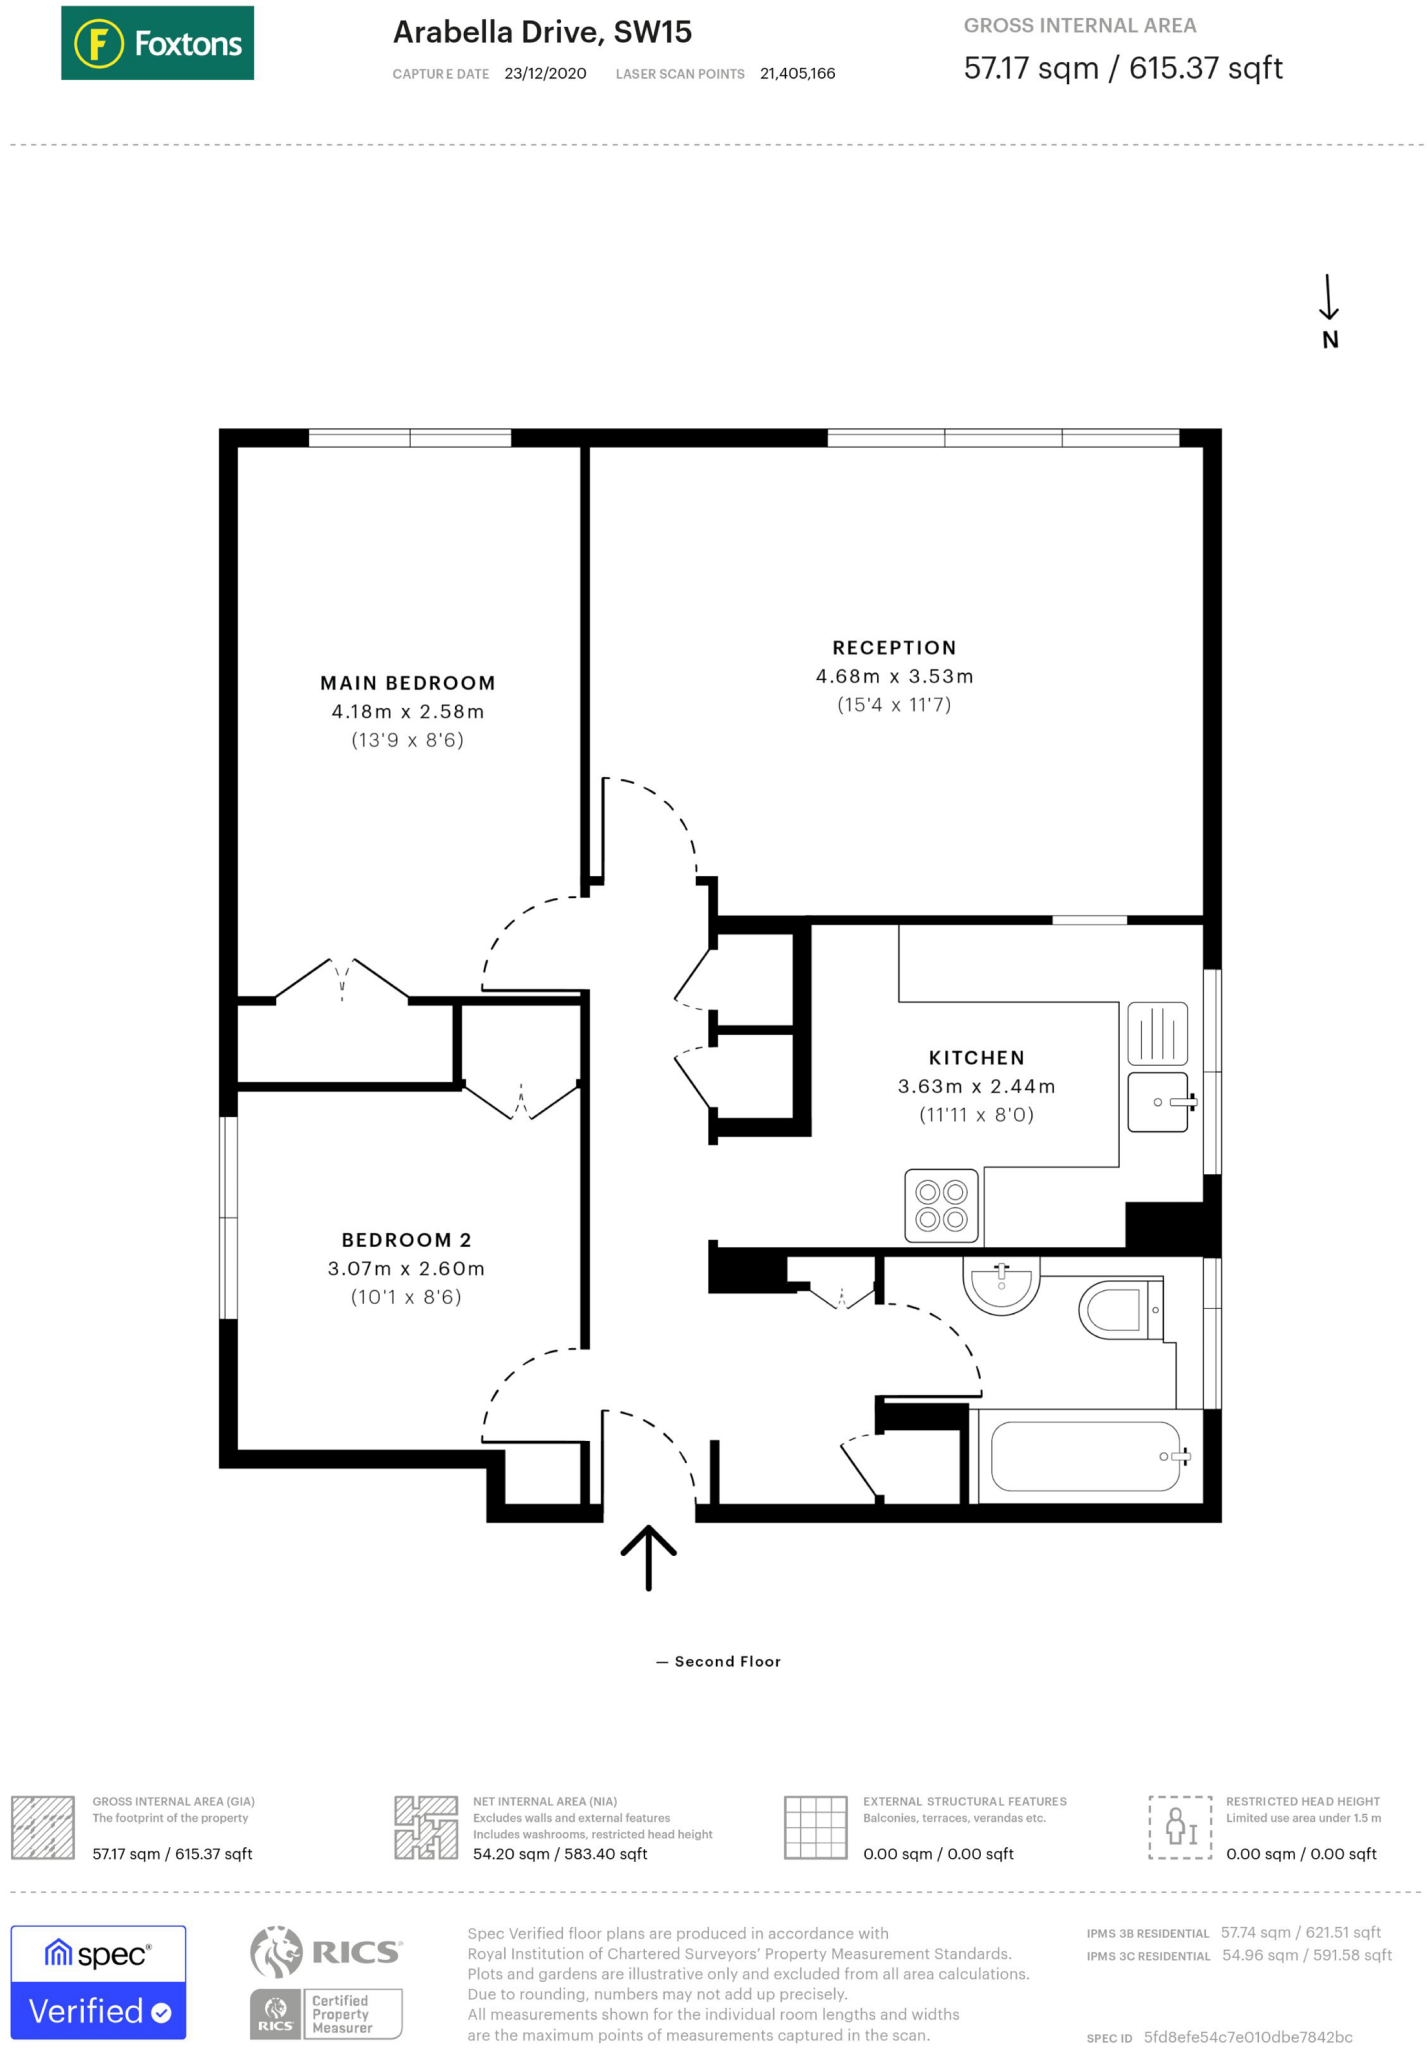 Foxtons
Arabella Drive, SW15
CAPTURE DATE 23/12/2020 LASER SCAN POINTS 21,405,166
GROSS INTERNAL AREA
57.17 sqm / 615.37 sqft
N
MAIN BEDROOM
4.18m x 2.58m
(13'9 x 8'6)
RECEPTION
4.68m x 3.53m
(15'4 x 11'7)
KITCHEN
3.63m x 2.44m
(11'11 x 8'0)
BEDROOM 2
3.07m x 2.60m
(10'1 x 8'6)
— Second Floor
GROSS INTERNAL AREA (GIA)
The footprint of the property
57.17 sqm / 615.37 sqft
NET INTERNAL AREA (NIA)
Excludes walls and external features
Includes washrooms, restricted head height
54.20 sqm / 583.40 sqft
EXTERNAL STRUCTURAL FEATURES
Balconies, terraces, verandas etc.
0.00 sqm / 0.00 sqft
RESTRICTED HEAD HEIGHT
Limited use area under 1.5 m
0.00 sqm / 0.00 sqft
spec®
Verified
RICS®
RICS
Certified
Property
Measurer
Spec Verified floor plans are produced in accordance with
Royal Institution of Chartered Surveyors' Property Measurement Standards.
Plots and gardens are illustrative only and excluded from all area calculations.
Due to rounding, numbers may not add up precisely.
All measurements shown for the individual room lengths and widths
are the maximum points of measurements captured in the scan.
IPMS 3B RESIDENTIAL 57.74 sqm / 621.51 sqft
IPMS 3C RESIDENTIAL 54.96 sqm / 591.58 sqft
SPEC ID 5fd8efe54c7e010dbe7842bc